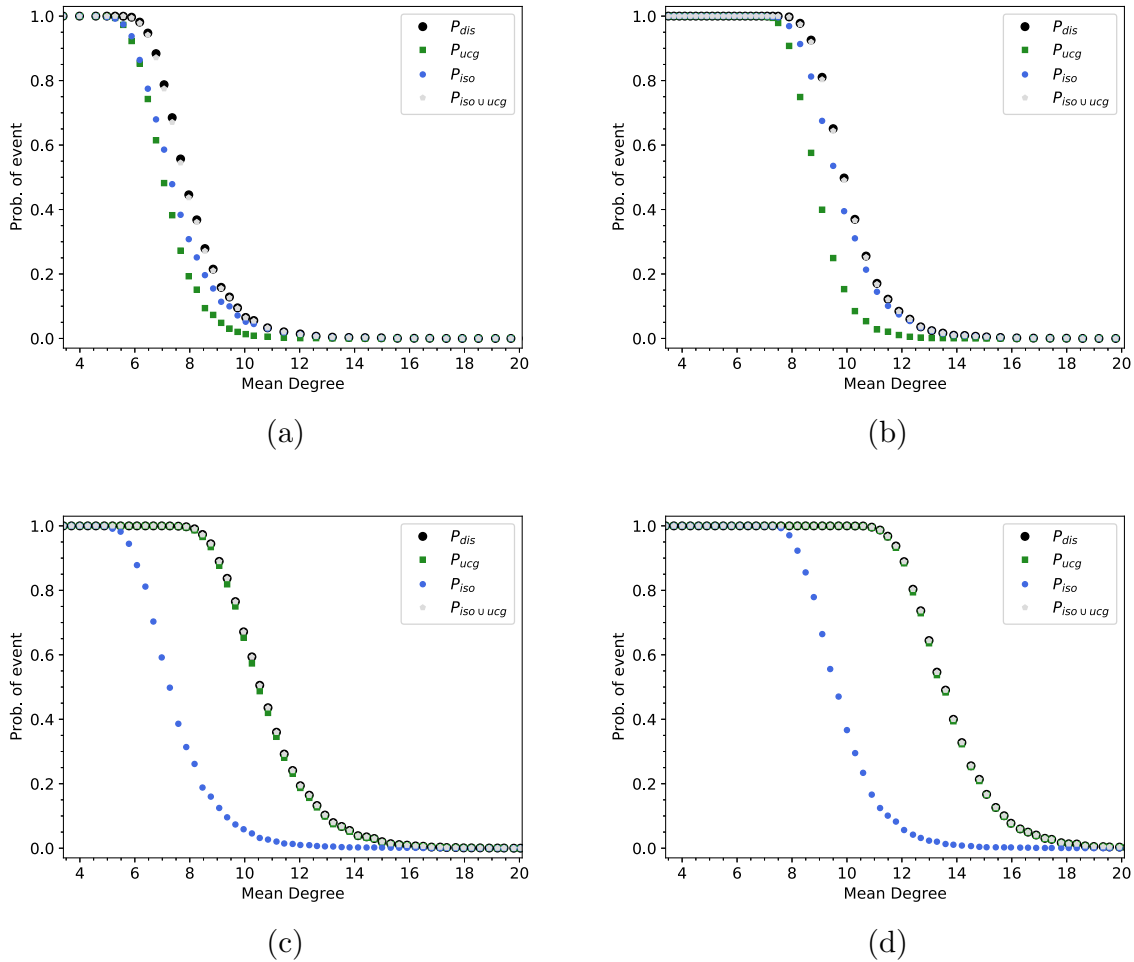 1.0
0.8
0.6
0.4
0.2
0.0
Prob. of event
4 6 8 10 12 14 16 18 20
Mean Degree
P_dis
P_ucg
P_iso
P_iso ∪ ucg
(a)
1.0
0.8
0.6
0.4
0.2
0.0
Prob. of event
4 6 8 10 12 14 16 18 20
Mean Degree
P_dis
P_ucg
P_iso
P_iso ∪ ucg
(b)
1.0
0.8
0.6
0.4
0.2
0.0
Prob. of event
4 6 8 10 12 14 16 18 20
Mean Degree
P_dis
P_ucg
P_iso
P_iso ∪ ucg
(c)
1.0
0.8
0.6
0.4
0.2
0.0
Prob. of event
4 6 8 10 12 14 16 18 20
Mean Degree
P_dis
P_ucg
P_iso
P_iso ∪ ucg
(d)